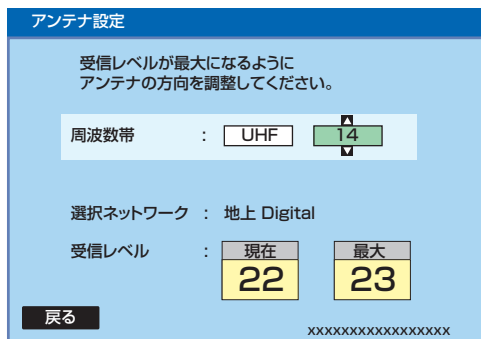 アンテナ設定
受信レベルが最大になるように
アンテナの方向を調整してください。
周波数帯 : UHF 14
選択ネットワーク : 地上 Digital
受信レベル : 現在 最大
22 23
戻る
xxxxxxxxxxxxxxxxx